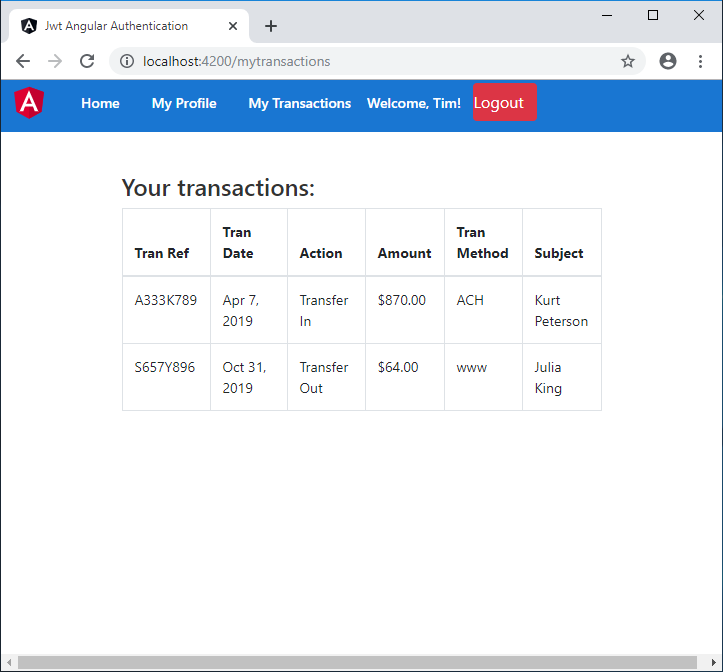 Jwt Angular Authentication
localhost:4200/mytransactions
Home My Profile My Transactions Welcome, Tim! Logout
Your transactions:
Tran Ref Tran Date Action Amount Tran Method Subject
A333K789 Apr 7, 2019 Transfer In $870.00 ACH Kurt Peterson
S657Y896 Oct 31, 2019 Transfer Out $64.00 www Julia King